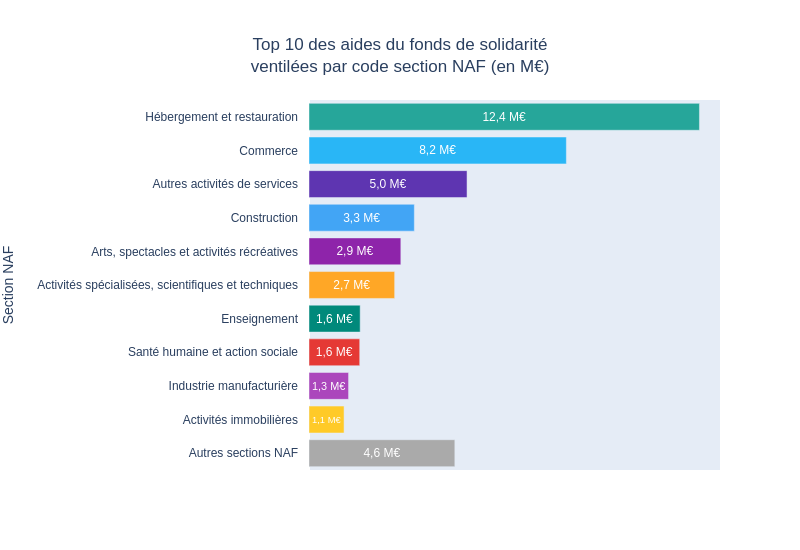 Top 10 des aides du fonds de solidarité
ventilées par code section NAF (en M€)
Section NAF
Hébergement et restauration 12,4 M€
Commerce 8,2 M€
Autres activités de services 5,0 M€
Construction 3,3 M€
Arts, spectacles et activités récréatives 2,9 M€
Activités spécialisées, scientifiques et techniques 2,7 M€
Enseignement 1,6 M€
Santé humaine et action sociale 1,6 M€
Industrie manufacturière 1,3 M€
Activités immobilières 1,1 M€
Autres sections NAF 4,6 M€